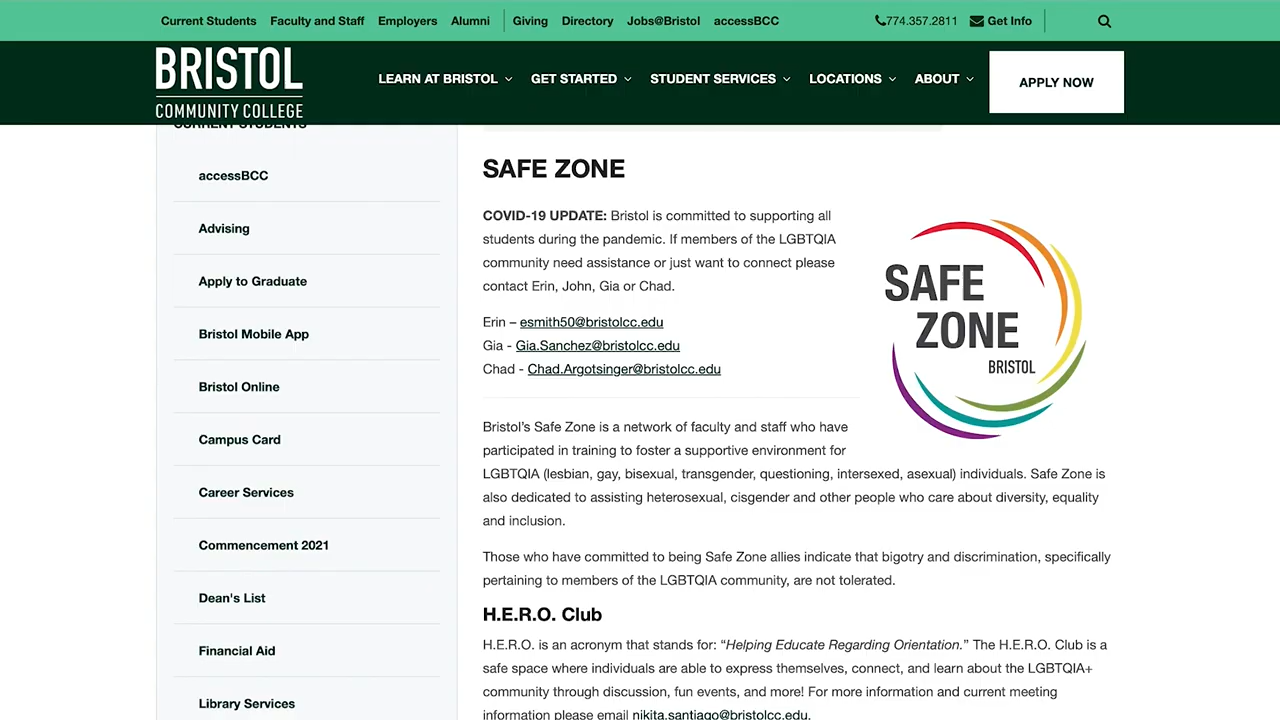 Current Students Faculty and Staff Employers Alumni Giving Directory Jobs@Bristol accessBCC 774.357.2811 Get Info
BRISTOL
COMMUNITY COLLEGE
LEARN AT BRISTOL GET STARTED STUDENT SERVICES LOCATIONS ABOUT APPLY NOW
CURRENT STUDENTS
accessBCC
Advising
Apply to Graduate
Bristol Mobile App
Bristol Online
Campus Card
Career Services
Commencement 2021
Dean's List
Financial Aid
Library Services
SAFE ZONE
COVID-19 UPDATE: Bristol is committed to supporting all
students during the pandemic. If members of the LGBTQIA
community need assistance or just want to connect please
contact Erin, John, Gia or Chad.
Erin – esmith50@bristolcc.edu
Gia - Gia.Sanchez@bristolcc.edu
Chad - Chad.Argotsinger@bristolcc.edu
SAFE
ZONE
BRISTOL
Bristol’s Safe Zone is a network of faculty and staff who have
participated in training to foster a supportive environment for
LGBTQIA (lesbian, gay, bisexual, transgender, questioning, intersexed, asexual) individuals. Safe Zone is
also dedicated to assisting heterosexual, cisgender and other people who care about diversity, equality
and inclusion.
Those who have committed to being Safe Zone allies indicate that bigotry and discrimination, specifically
pertaining to members of the LGBTQIA community, are not tolerated.
H.E.R.O. Club
H.E.R.O. is an acronym that stands for: “Helping Educate Regarding Orientation.” The H.E.R.O. Club is a
safe space where individuals are able to express themselves, connect, and learn about the LGBTQIA+
community through discussion, fun events, and more! For more information and current meeting
information please email nikita.santiago@bristolcc.edu.